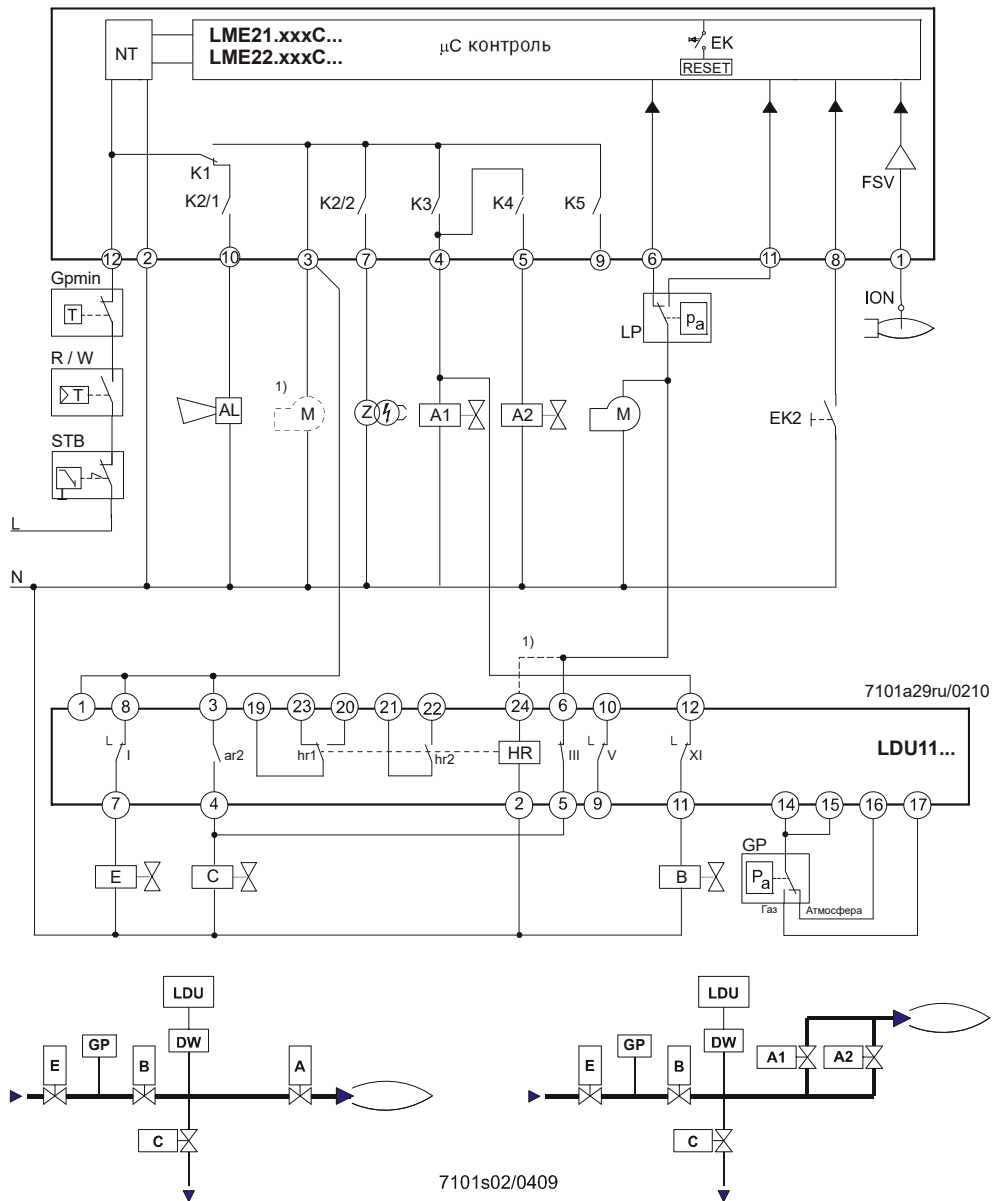 NT
LME21.xxxC...
LME22.xxxC...
µC контроль
EK
RESET
FSV
K1
K2/1
K2/2
K3
K4
K5
12
2
10
3
7
4
5
9
6
11
8
1
Gpmin
T
R / W
T
STB
L
N
AL
1)
M
Z
A1
A2
LP
pa
M
ION
EK2
1)
7101a29ru/0210
1
8
3
19
23
20
21
22
24
6
10
12
LDU11...
L
I
ar2
hr1
hr2
HR
III
L
V
L
XI
7
4
2
5
9
11
14
15
16
17
E
C
B
GP
Pa
Газ
Атмосфера
LDU
DW
E
GP
B
A
C
LDU
DW
E
GP
B
A1
A2
C
7101s02/0409